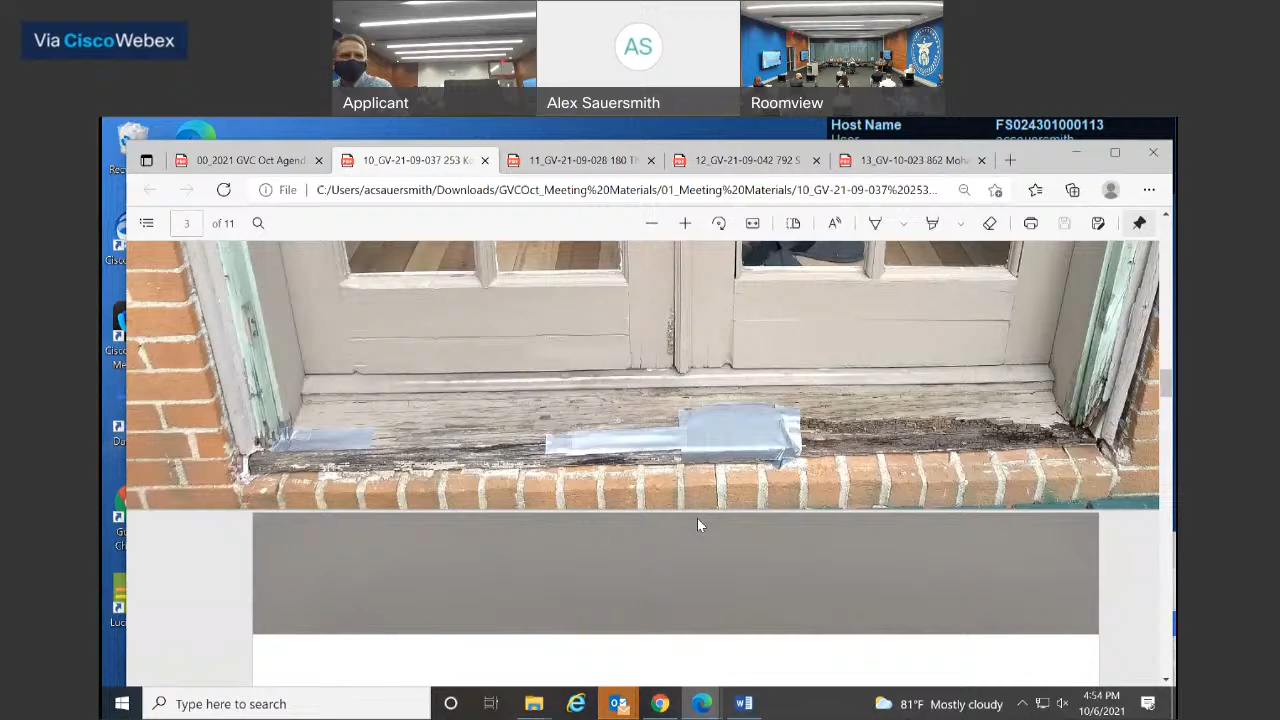 Via CiscoWebex
AS
Applicant
Alex Sauersmith
Roomview
Host Name FS024301000113
00_2021 GVC Oct Agend
10_GV-21-09-037 253 Ko
11_GV-21-09-028 180 Th
12_GV-21-09-042 792 S
13_GV-10-023 862 Moha
File
C:/Users/acsauersmith/Downloads/GVCOct_Meeting%20Materials/01_Meeting%20Materials/10_GV-21-09-037%20253...
3 of 11
Type here to search
81°F Mostly cloudy
4:54 PM
10/6/2021